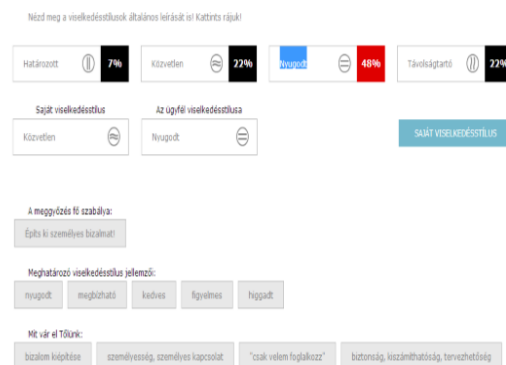 Nézd meg a viselkedésstílusok általános leírását is! Kattints rájuk!
Határozott 7% Közvetlen 22% Nyugodt 48% Távolságtartó 22%
Saját viselkedésstílus Az ügyfél viselkedésstílusa
Közvetlen Nyugodt SAJÁT VISELKEDÉSSTÍLUS
A meggyőzés fő szabálya:
Építs ki személyes bizalmat!
Meghatározó viselkedésstílus jellemzői:
nyugodt megbízható kedves figyelmes higgadt
Mit vár el Tőlünk:
bizalom kiépítése személyesség, személyes kapcsolat "csak velem foglalkozz" biztonság, kiszámíthatóság, tervezhetőség